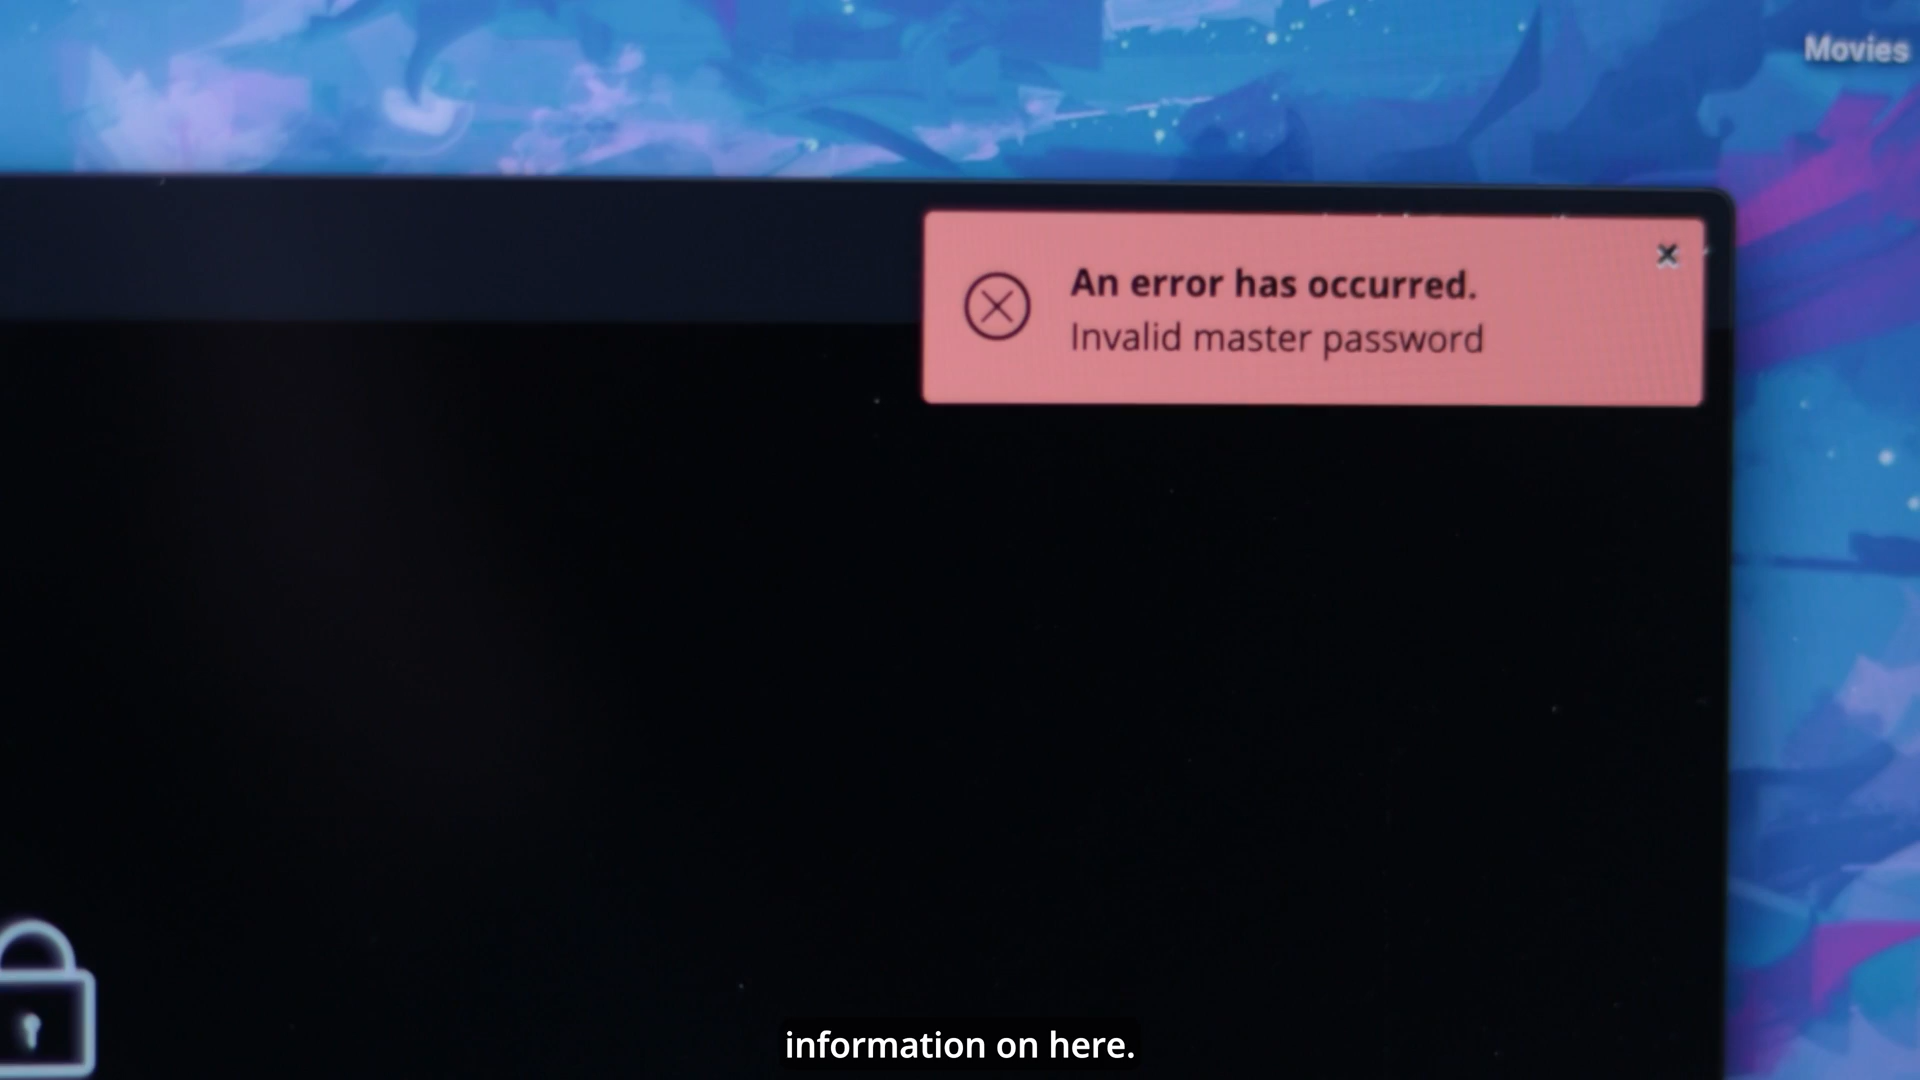 Movies
An error has occurred.
Invalid master password
information on here.